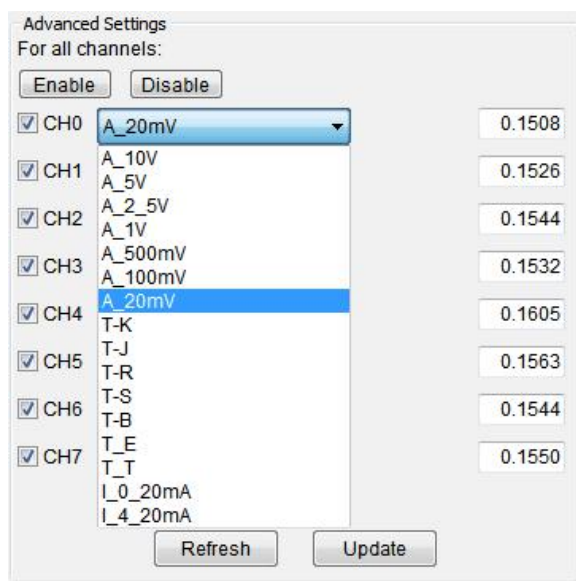 Advanced Settings
For all channels:
Enable Disable
CH0 A_20mV 0.1508
A_10V
CH1 A_5V 0.1526
A_2_5V
CH2 A_1V 0.1544
A_500mV
CH3 A_100mV 0.1532
A_20mV
CH4 T-K 0.1605
T-J
CH5 T-R 0.1563
T-S
CH6 T-B 0.1544
T_E
CH7 T_T 0.1550
I_0_20mA
I_4_20mA
Refresh Update